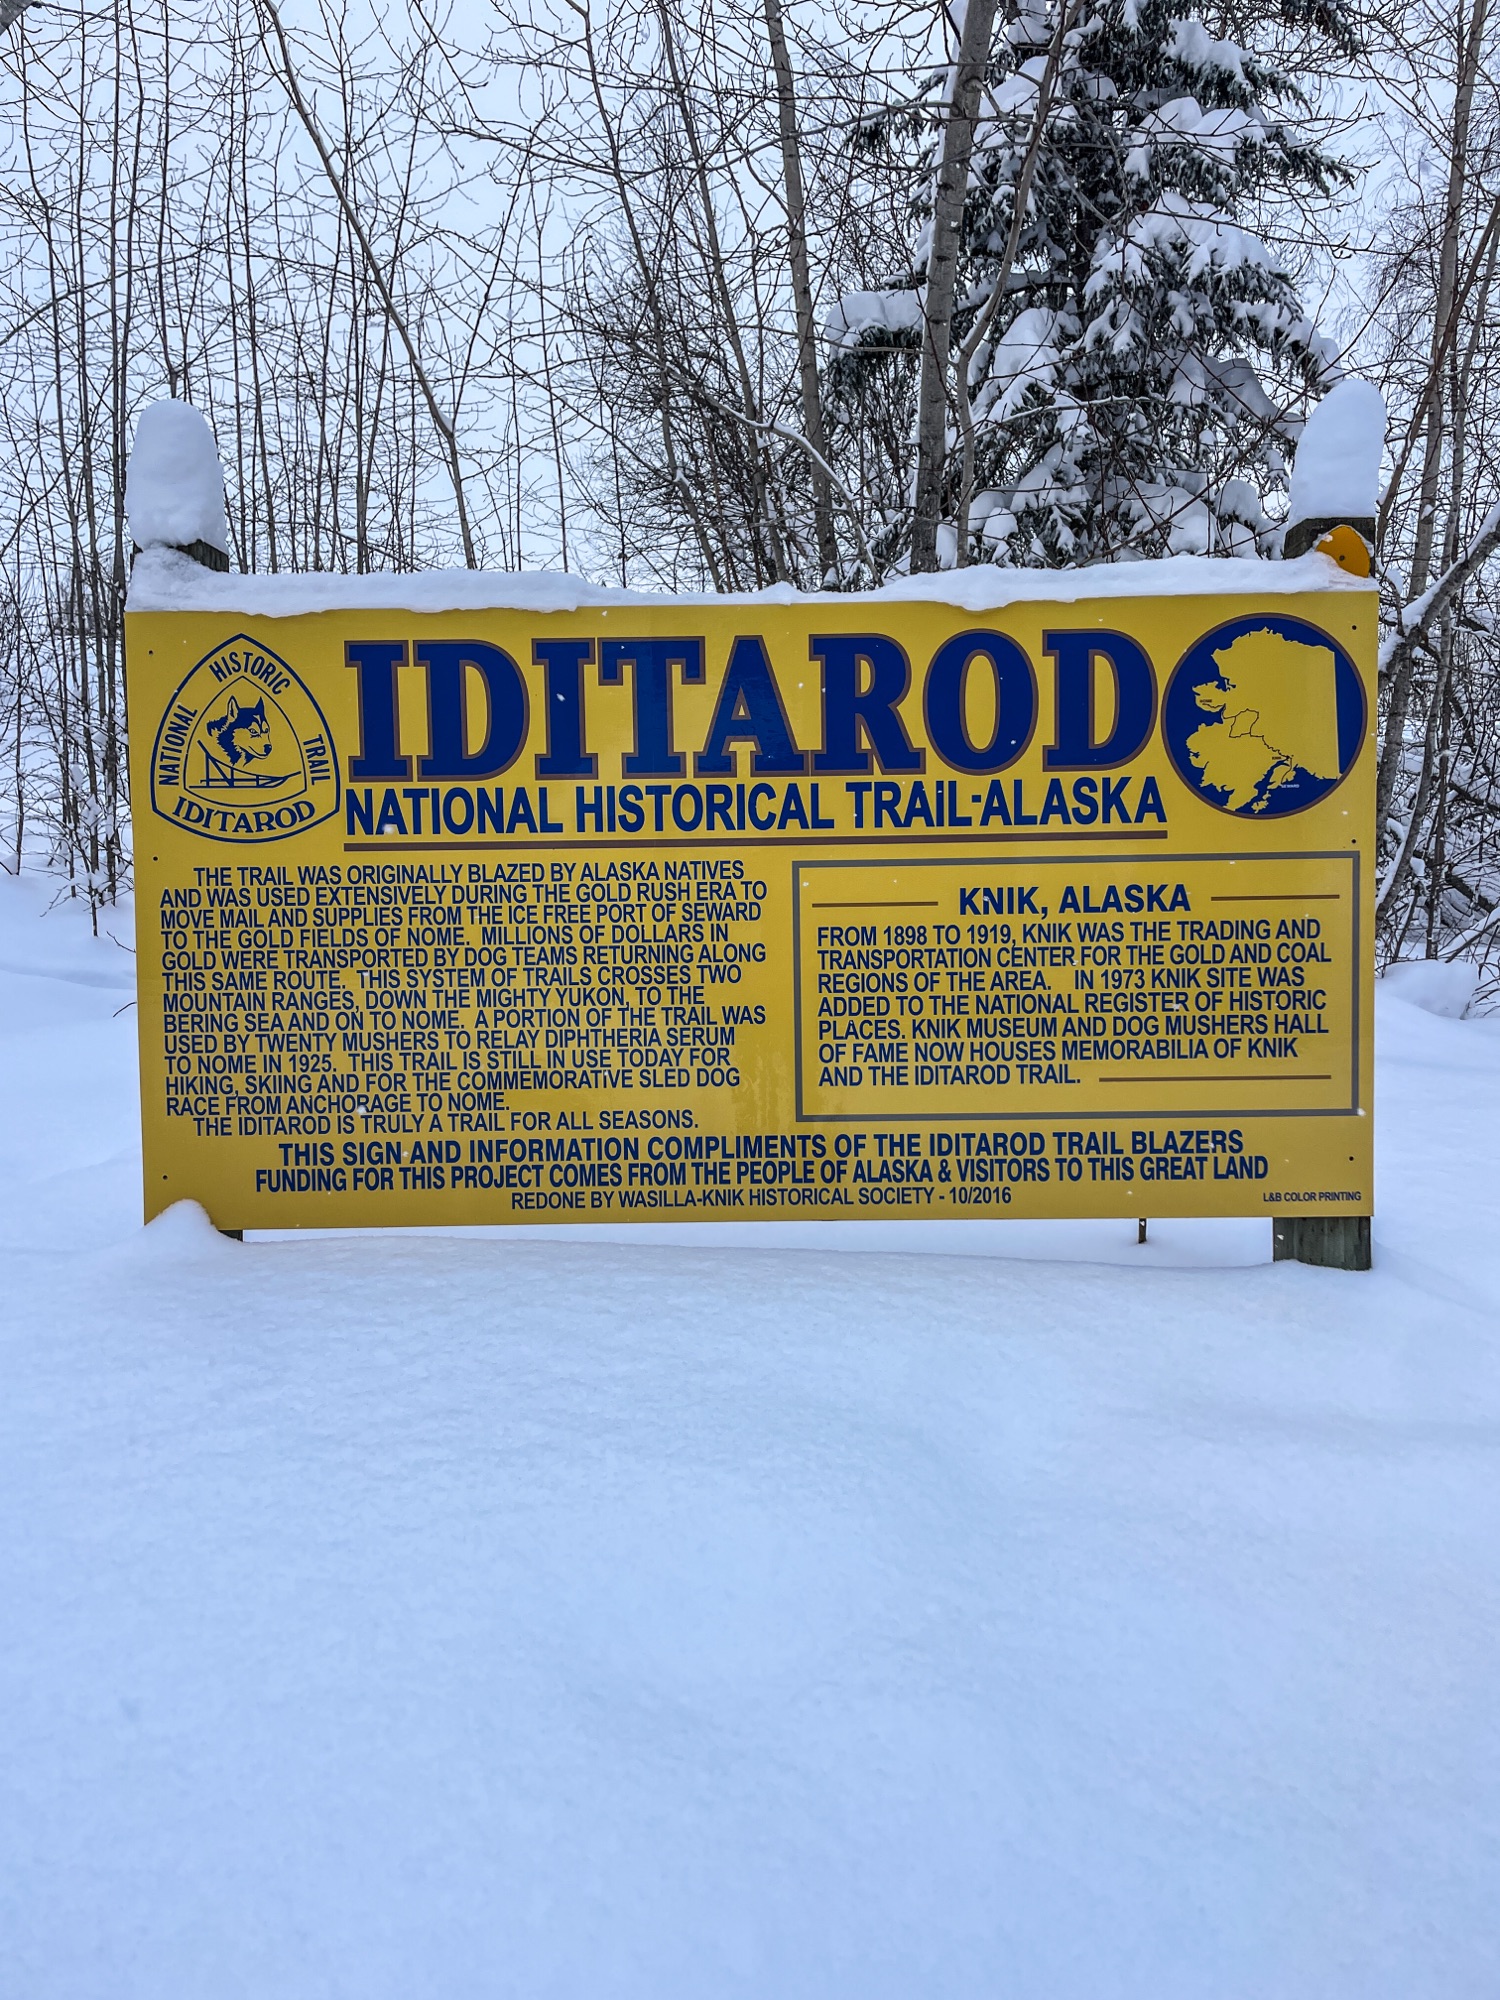 NATIONAL HISTORIC TRAIL
IDITAROD
IDITAROD
NATIONAL HISTORICAL TRAIL-ALASKA
THE TRAIL WAS ORIGINALLY BLAZED BY ALASKA NATIVES
AND WAS USED EXTENSIVELY DURING THE GOLD RUSH ERA TO
MOVE MAIL AND SUPPLIES FROM THE ICE FREE PORT OF SEWARD
TO THE GOLD FIELDS OF NOME. MILLIONS OF DOLLARS IN
GOLD WERE TRANSPORTED BY DOG TEAMS RETURNING ALONG
THIS SAME ROUTE. THIS SYSTEM OF TRAILS CROSSES TWO
MOUNTAIN RANGES, DOWN THE MIGHTY YUKON, TO THE
BERING SEA AND ON TO NOME. A PORTION OF THE TRAIL WAS
USED BY TWENTY MUSHERS TO RELAY DIPHTHERIA SERUM
TO NOME IN 1925. THIS TRAIL IS STILL IN USE TODAY FOR
HIKING, SKIING AND FOR THE COMMEMORATIVE SLED DOG
RACE FROM ANCHORAGE TO NOME.
THE IDITAROD IS TRULY A TRAIL FOR ALL SEASONS.
KNIK, ALASKA
FROM 1898 TO 1919, KNIK WAS THE TRADING AND
TRANSPORTATION CENTER FOR THE GOLD AND COAL
REGIONS OF THE AREA. IN 1973 KNIK SITE WAS
ADDED TO THE NATIONAL REGISTER OF HISTORIC
PLACES. KNIK MUSEUM AND DOG MUSHERS HALL
OF FAME NOW HOUSES MEMORABILIA OF KNIK
AND THE IDITAROD TRAIL.
THIS SIGN AND INFORMATION COMPLIMENTS OF THE IDITAROD TRAIL BLAZERS
FUNDING FOR THIS PROJECT COMES FROM THE PEOPLE OF ALASKA & VISITORS TO THIS GREAT LAND
REDONE BY WASILLA-KNIK HISTORICAL SOCIETY - 10/2016
L&B COLOR PRINTING